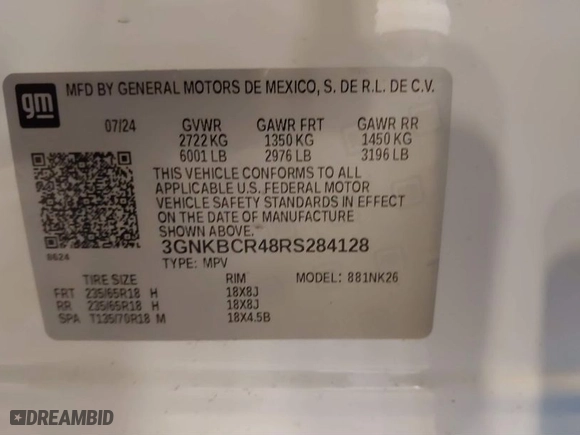 gm
MFD BY GENERAL MOTORS DE MEXICO, S. DE R.L. DE C.V.
07/24 GVWR GAWR FRT GAWR RR
2722 KG 1350 KG 1450 KG
6001 LB 2976 LB 3196 LB
THIS VEHICLE CONFORMS TO ALL
APPLICABLE U.S. FEDERAL MOTOR
VEHICLE SAFETY STANDARDS IN EFFECT
ON THE DATE OF MANUFACTURE
SHOWN ABOVE.
8624 3GNKBCR48RS284128
TYPE: MPV MODEL: 881NK26
TIRE SIZE RIM
FRT 235/65R18 H 18X8J
RR 235/65R18 H 18X8J
SPA T135/70R18 M 18X4.5B
DREAMBID